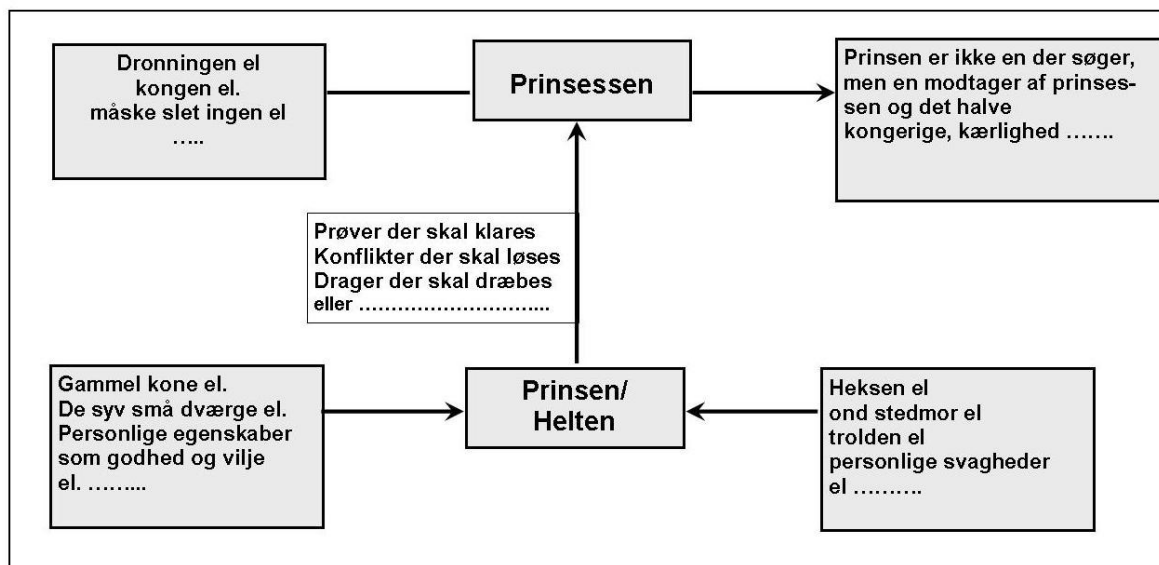 Dronningen el
kongen el.
måske slet ingen el
.....
Prinsessen
Prinsen er ikke en der søger,
men en modtager af prinses-
sen og det halve
kongerige, kærlighed …….
Prøver der skal klares
Konflikter der skal løses
Drager der skal dræbes
eller ………………………....
Gammel kone el.
De syv små dværge el.
Personlige egenskaber
som godhed og vilje
el. ……...
Prinsen/
Helten
Heksen el
ond stedmor el
trolden el
personlige svagheder
el ……….